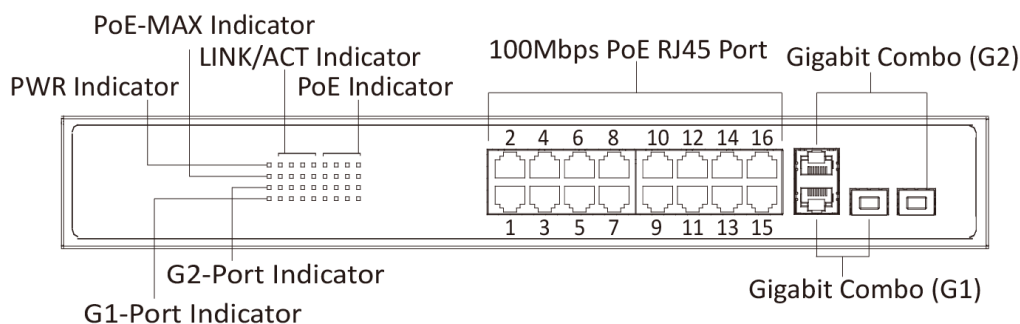 PoE-MAX Indicator
LINK/ACT Indicator
100Mbps PoE RJ45 Port
Gigabit Combo (G2)
PWR Indicator
PoE Indicator
2 4 6 8 10 12 14 16
1 3 5 7 9 11 13 15
G2-Port Indicator
Gigabit Combo (G1)
G1-Port Indicator